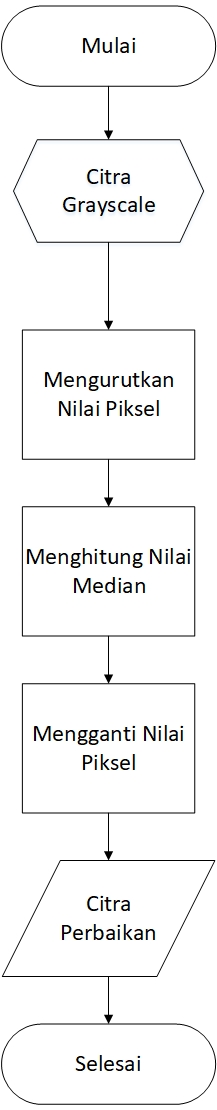 Mulai
Citra
Grayscale
Mengurutkan
Nilai Piksel
Menghitung Nilai
Median
Mengganti Nilai
Piksel
Citra
Perbaikan
Selesai